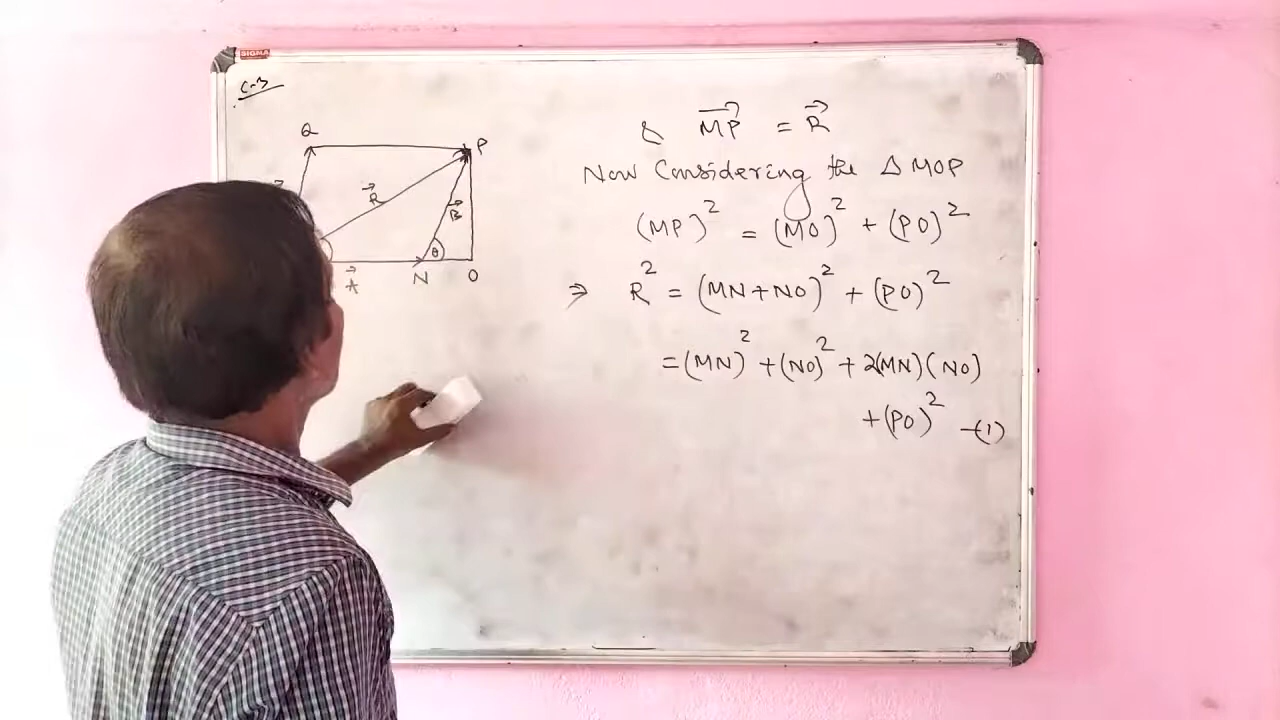 SIGMA
C-3
Q
P
R⃗
B⃗
θ
A⃗
N
O
& M⃗P⃗ = R⃗
Now Considering the △ MOP
(MP)² = (MO)² + (PO)²
⇒ R² = (MN+NO)² + (PO)²
= (MN)² + (NO)² + 2(MN)(NO)
+ (PO)² -(1)